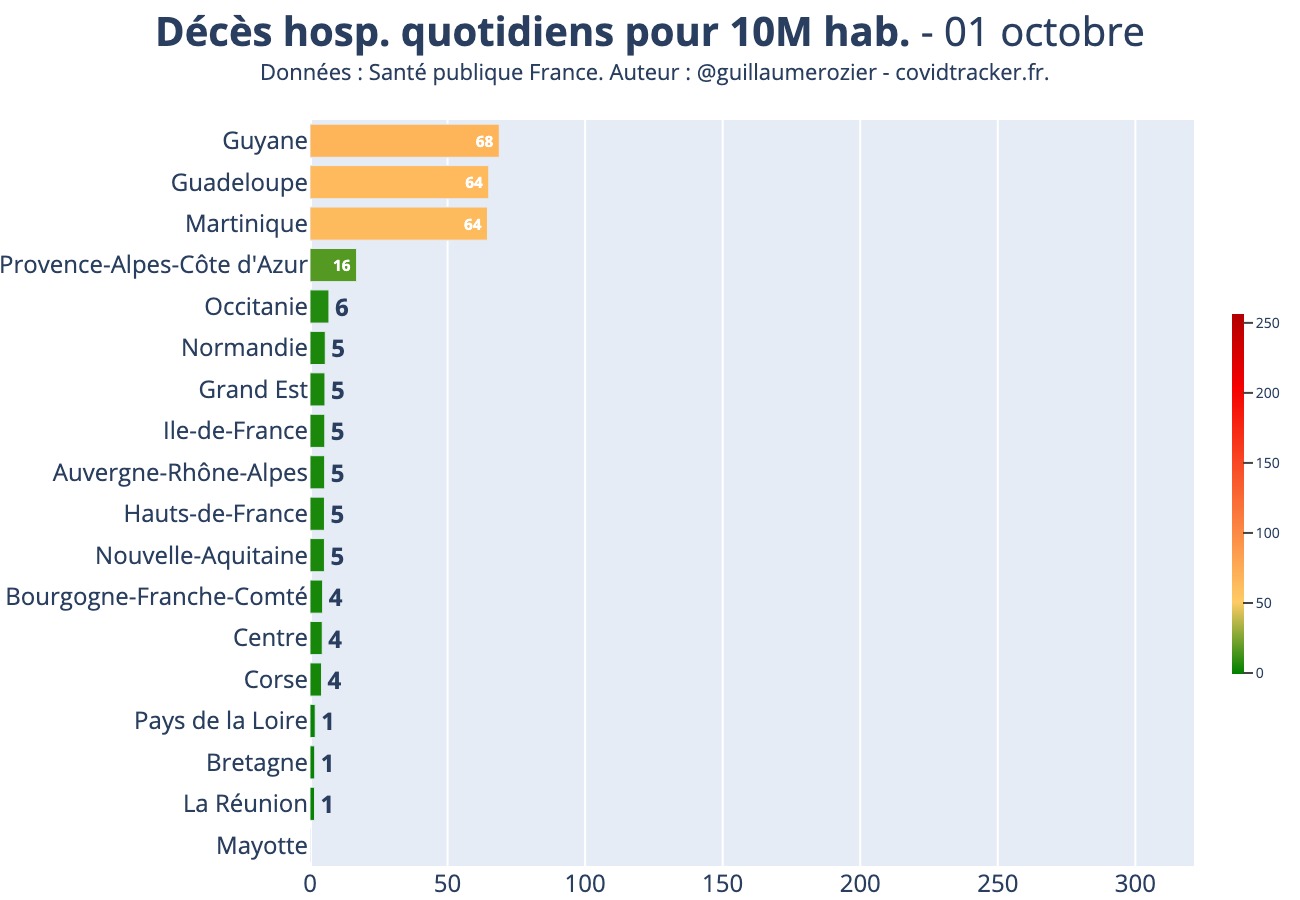 Décès hosp. quotidiens pour 10M hab. - 01 octobre
Données : Santé publique France. Auteur : @guillaumerozier - covidtracker.fr.
Guyane 68
Guadeloupe 64
Martinique 64
Provence-Alpes-Côte d'Azur 16
Occitanie 6
Normandie 5
Grand Est 5
Ile-de-France 5
Auvergne-Rhône-Alpes 5
Hauts-de-France 5
Nouvelle-Aquitaine 5
Bourgogne-Franche-Comté 4
Centre 4
Corse 4
Pays de la Loire 1
Bretagne 1
La Réunion 1
Mayotte
0 50 100 150 200 250 300
250
200
150
100
50
0